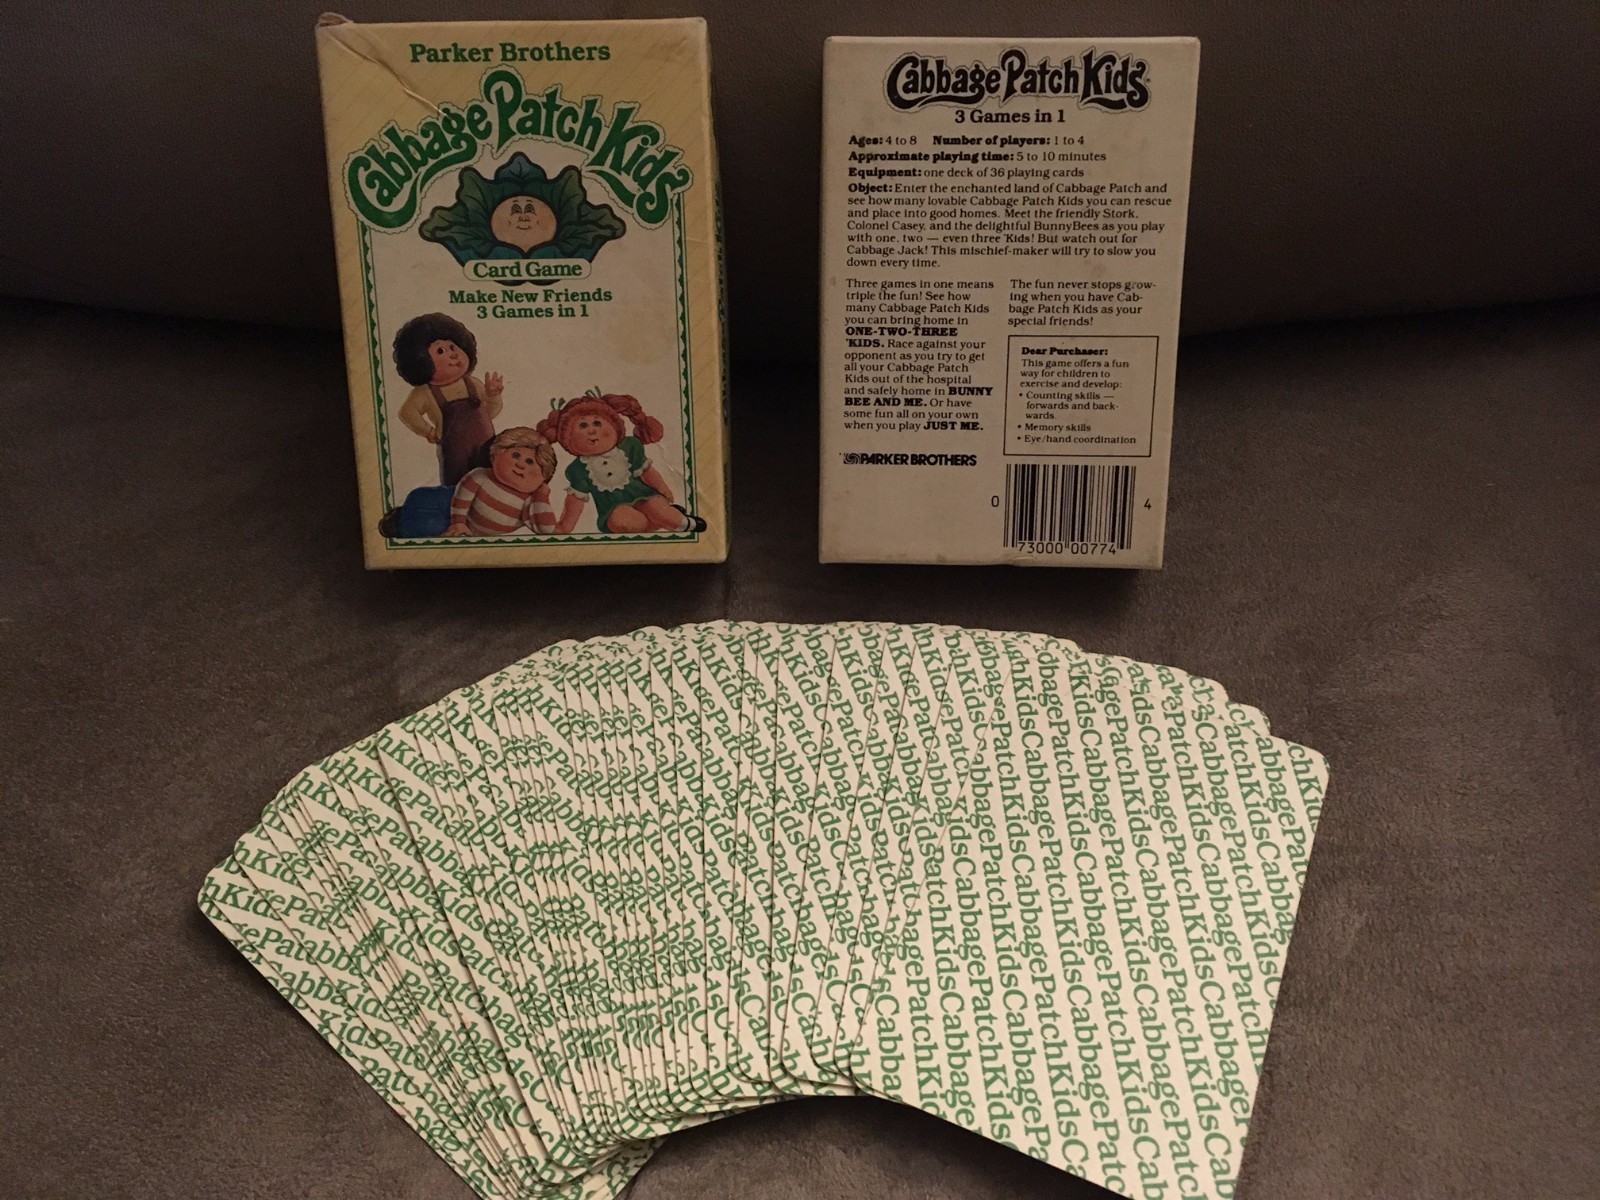 Parker Brothers
Cabbage Patch Kids
Card Game
Make New Friends
3 Games in 1
Cabbage Patch Kids
3 Games in 1
Ages: 4 to 8 Number of players: 1 to 4
Approximate playing time: 5 to 10 minutes
Equipment: one deck of 36 playing cards
Object: Enter the enchanted land of Cabbage Patch and
see how many lovable Cabbage Patch Kids you can rescue
and place into good homes. Meet the friendly Stork,
Colonel Casey, and the delightful BunnyBees as you play
with one, two — even three 'Kids! But watch out for
Cabbage Jack! This mischief-maker will try to slow you
down every time.
Three games in one means
triple the fun! See how
many Cabbage Patch Kids
you can bring home in
ONE-TWO-THREE
'KIDS. Race against your
opponent as you try to get
all your Cabbage Patch
Kids out of the hospital
and safely home in BUNNY
BEE AND ME. Or have
some fun all on your own
when you play JUST ME.
The fun never stops grow-
ing when you have Cab-
bage Patch Kids as your
special friends!
Dear Purchaser:
This game offers a fun
way for children to
exercise and develop:
• Counting skills —
forwards and back-
wards.
• Memory skills
• Eye/hand coordination
PARKER BROTHERS
0 73000 00774 4
CabbagePatchKidsCabbagePatchKids